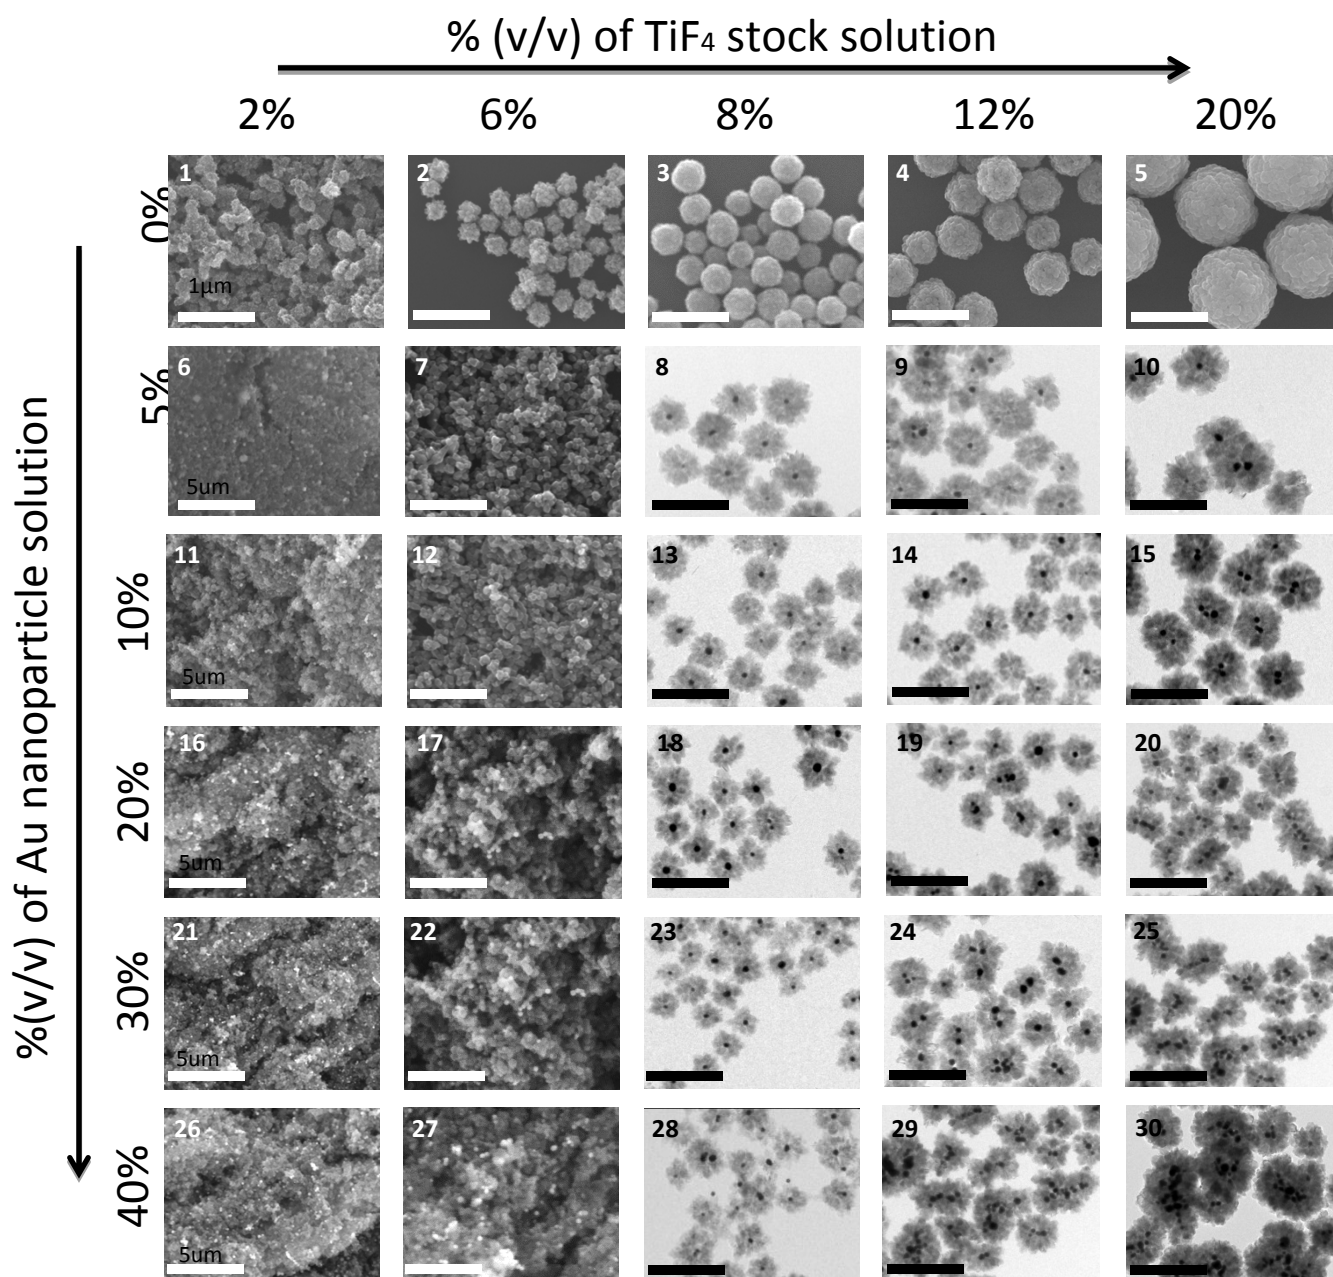 % (v/v) of TiF4 stock solution
2% 6% 8% 12% 20%
%(v/v) of Au nanoparticle solution
0%
1 2 3 4 5
1µm
5%
6 7 8 9 10
5um
10%
11 12 13 14 15
5um
20%
16 17 18 19 20
5um
30%
21 22 23 24 25
5um
40%
26 27 28 29 30
5um